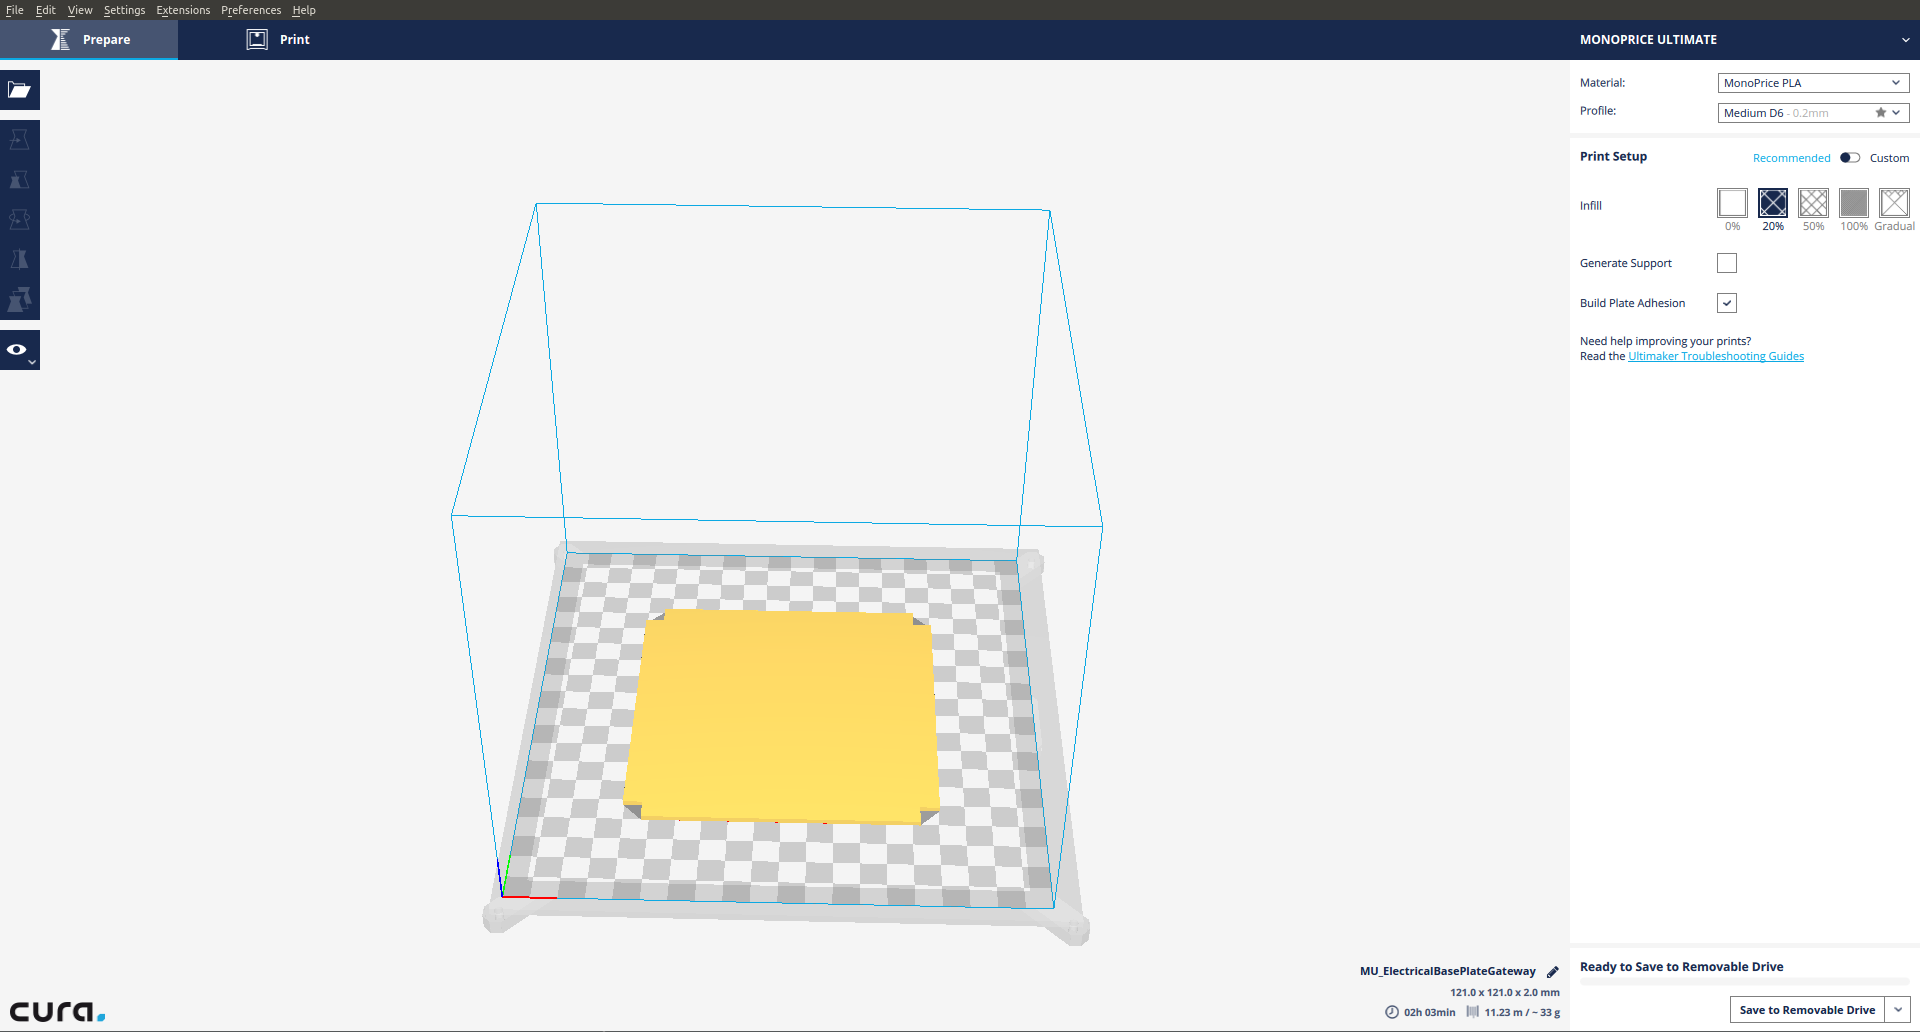 File Edit View Settings Extensions Preferences Help
Prepare Print MONOPRICE ULTIMATE
Material: MonoPrice PLA
Profile: Medium D6 - 0.2mm
Print Setup Recommended Custom
Infill
0% 20% 50% 100% Gradual
Generate Support
Build Plate Adhesion
Need help improving your prints?
Read the Ultimaker Troubleshooting Guides
MU_ElectricalBasePlateGateway
121.0 x 121.0 x 2.0 mm
02h 03min 11.23 m / ~ 33 g
Ready to Save to Removable Drive
Save to Removable Drive
cura.